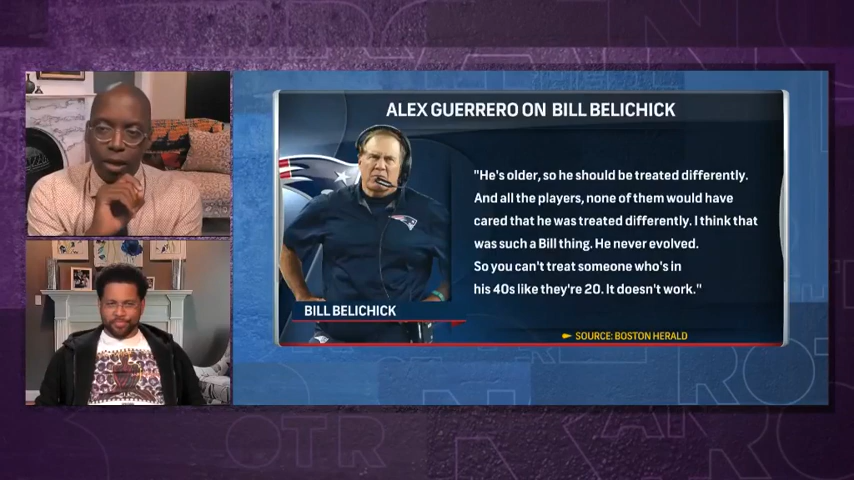 ALEX GUERRERO ON BILL BELICHICK
"He's older, so he should be treated differently.
And all the players, none of them would have
cared that he was treated differently. I think that
was such a Bill thing. He never evolved.
So you can't treat someone who's in
his 40s like they're 20. It doesn't work."
BILL BELICHICK
SOURCE: BOSTON HERALD
OTR